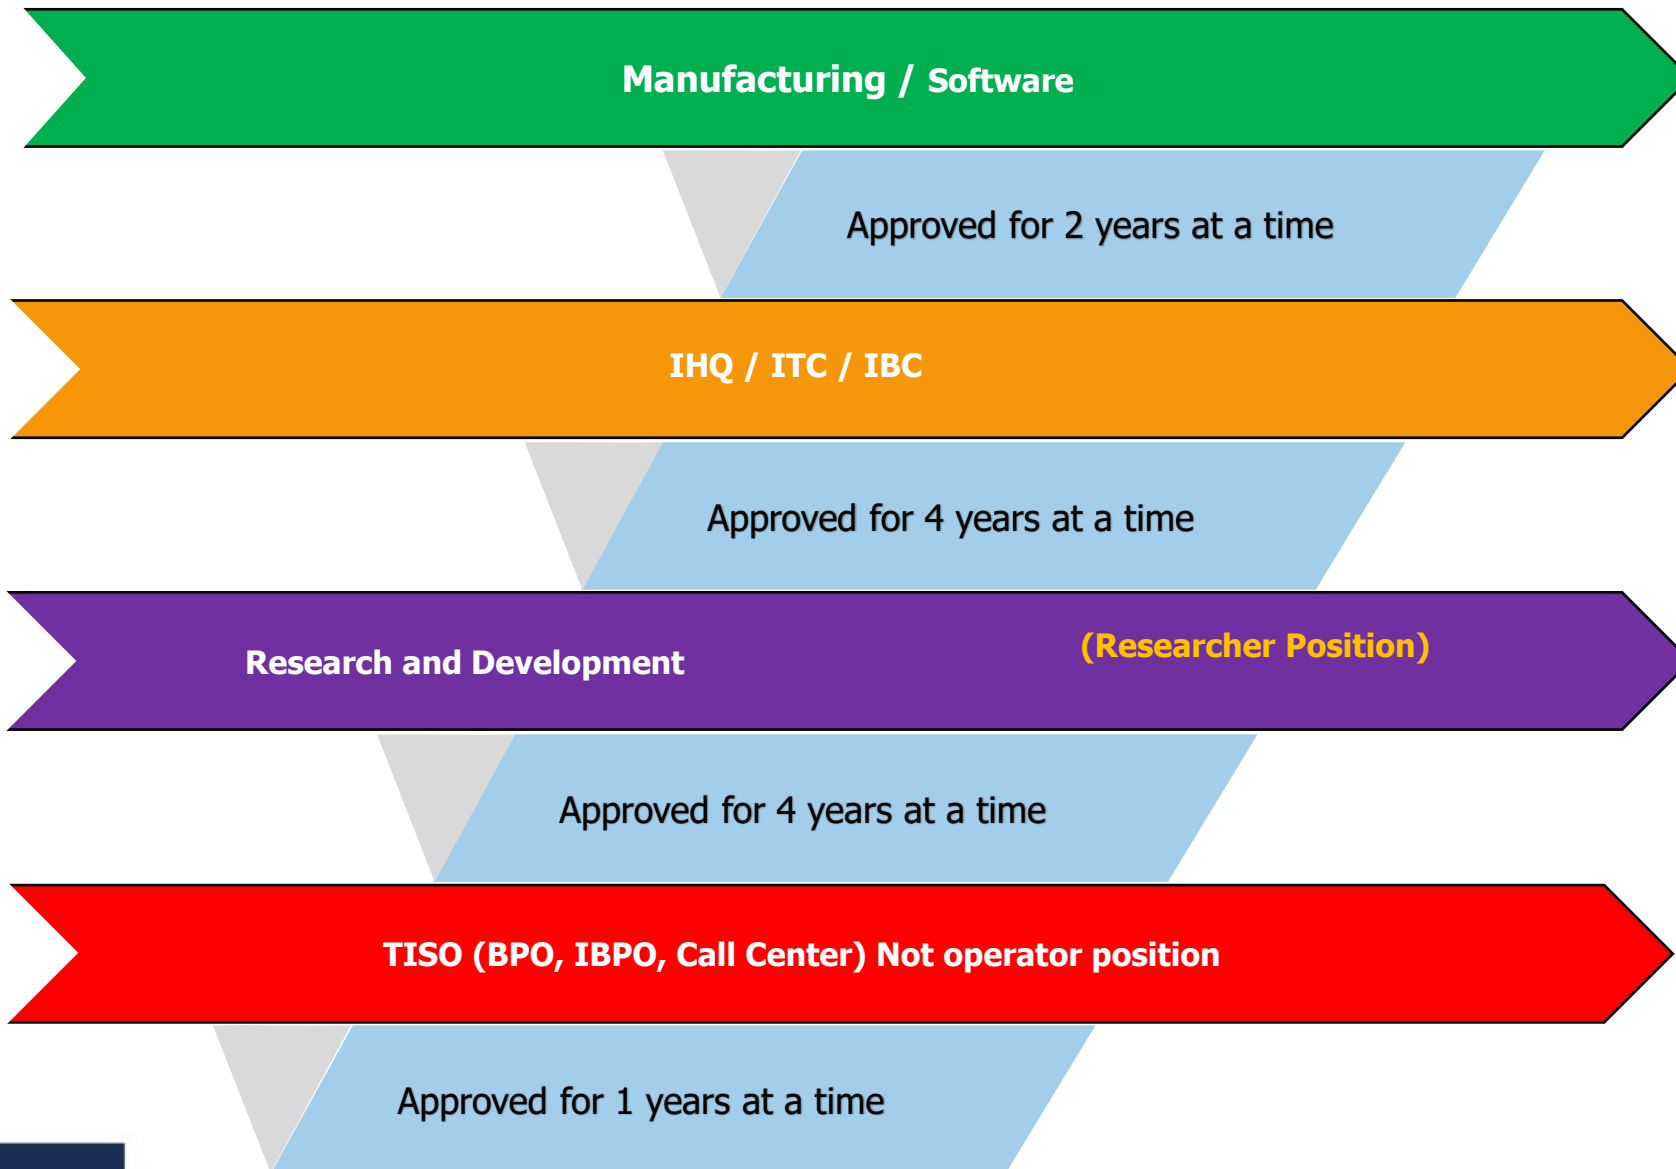 Manufacturing / Software
Approved for 2 years at a time
IHQ / ITC / IBC
Approved for 4 years at a time
Research and Development (Researcher Position)
Approved for 4 years at a time
TISO (BPO, IBPO, Call Center) Not operator position
Approved for 1 years at a time